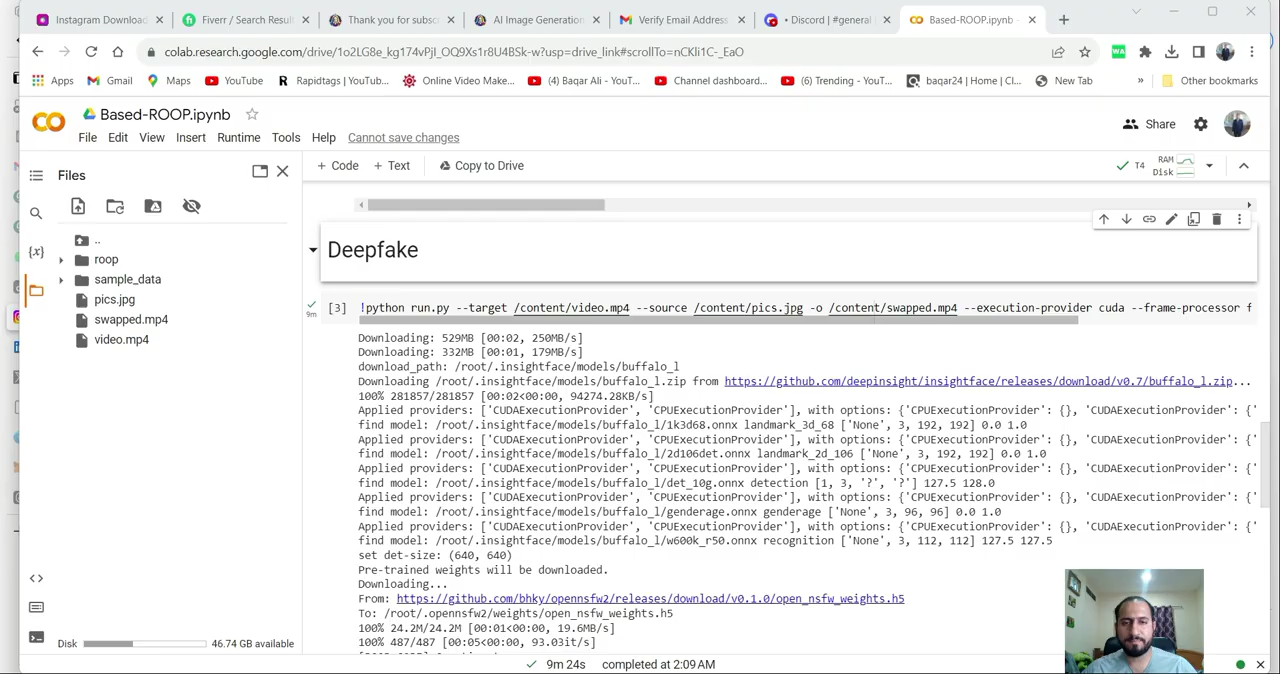 Instagram Download
Fiverr / Search Result
Thank you for subsc
AI Image Generation
Verify Email Address
• Discord | #general
Based-ROOP.ipynb -
colab.research.google.com/drive/1o2LG8e_kg174vPjI_OQ9Xs1r8U4BSk-w?usp=drive_link#scrollTo=nCKli1C-_EaO
Apps
Gmail
Maps
YouTube
Rapidtags | YouTub...
Online Video Make...
(4) Baqar Ali - YouT...
Channel dashboard...
(6) Trending - YouT...
baqar24 | Home | Cl...
New Tab
»
Other bookmarks
Based-ROOP.ipynb
File Edit View Insert Runtime Tools Help Cannot save changes
Share
+ Code + Text Copy to Drive
T4
RAM
Disk
Files
{x}
..
roop
sample_data
pics.jpg
swapped.mp4
video.mp4
Disk
46.74 GB available
Deepfake
9m
[3] !python run.py --target /content/video.mp4 --source /content/pics.jpg -o /content/swapped.mp4 --execution-provider cuda --frame-processor f
Downloading: 529MB [00:02, 250MB/s]
Downloading: 332MB [00:01, 179MB/s]
download_path: /root/.insightface/models/buffalo_l
Downloading /root/.insightface/models/buffalo_l.zip from https://github.com/deepinsight/insightface/releases/download/v0.7/buffalo_l.zip...
100% 281857/281857 [00:02<00:00, 94274.28KB/s]
Applied providers: ['CUDAExecutionProvider', 'CPUExecutionProvider'], with options: {'CPUExecutionProvider': {}, 'CUDAExecutionProvider': {'
find model: /root/.insightface/models/buffalo_l/1k3d68.onnx landmark_3d_68 ['None', 3, 192, 192] 0.0 1.0
Applied providers: ['CUDAExecutionProvider', 'CPUExecutionProvider'], with options: {'CPUExecutionProvider': {}, 'CUDAExecutionProvider': {'
find model: /root/.insightface/models/buffalo_l/2d106det.onnx landmark_2d_106 ['None', 3, 192, 192] 0.0 1.0
Applied providers: ['CUDAExecutionProvider', 'CPUExecutionProvider'], with options: {'CPUExecutionProvider': {}, 'CUDAExecutionProvider': {'
find model: /root/.insightface/models/buffalo_l/det_10g.onnx detection [1, 3, '?', '?'] 127.5 128.0
Applied providers: ['CUDAExecutionProvider', 'CPUExecutionProvider'], with options: {'CPUExecutionProvider': {}, 'CUDAExecutionProvider': {'
find model: /root/.insightface/models/buffalo_l/genderage.onnx genderage ['None', 3, 96, 96] 0.0 1.0
Applied providers: ['CUDAExecutionProvider', 'CPUExecutionProvider'], with options: {'CPUExecutionProvider': {}, 'CUDAExecutionProvider': {'
find model: /root/.insightface/models/buffalo_l/w600k_r50.onnx recognition ['None', 3, 112, 112] 127.5 127.5
set det-size: (640, 640)
Pre-trained weights will be downloaded.
Downloading...
From: https://github.com/bhky/opennsfw2/releases/download/v0.1.0/open_nsfw_weights.h5
To: /root/.opennsfw2/weights/open_nsfw_weights.h5
100% 24.2M/24.2M [00:01<00:00, 19.6MB/s]
100% 487/487 [00:05<00:00, 93.03it/s]
9m 24s completed at 2:09 AM